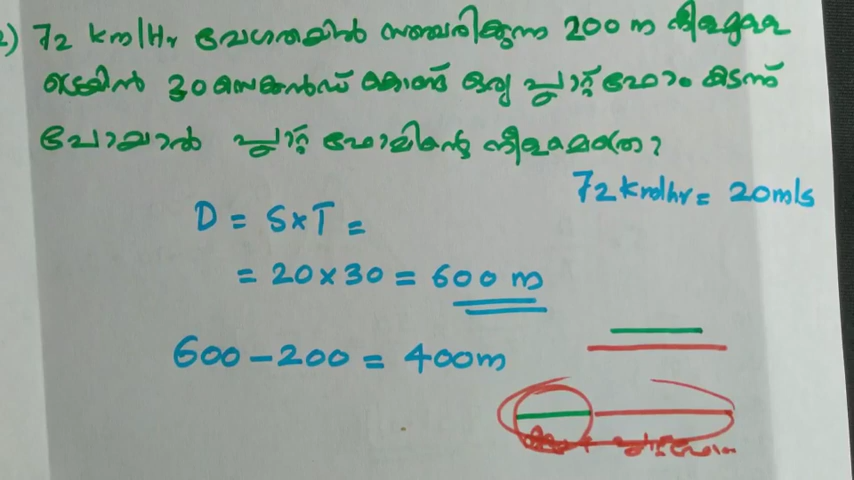 2) 72 km/Hr വേഗതയിൽ സഞ്ചരിക്കുന്ന 200 m നീളമുള്ള
ട്രെയിൻ 30 സെക്കൻഡ് കൊണ്ട് ഒരു പ്ലാറ്റ് ഫോം കടന്ന്
പോയാൽ പ്ലാറ്റ് ഫോമിന്റെ നീളമെത്ര?
72 km/hr = 20 m/s
D = S×T =
= 20×30 = 600 m
600 – 200 = 400m